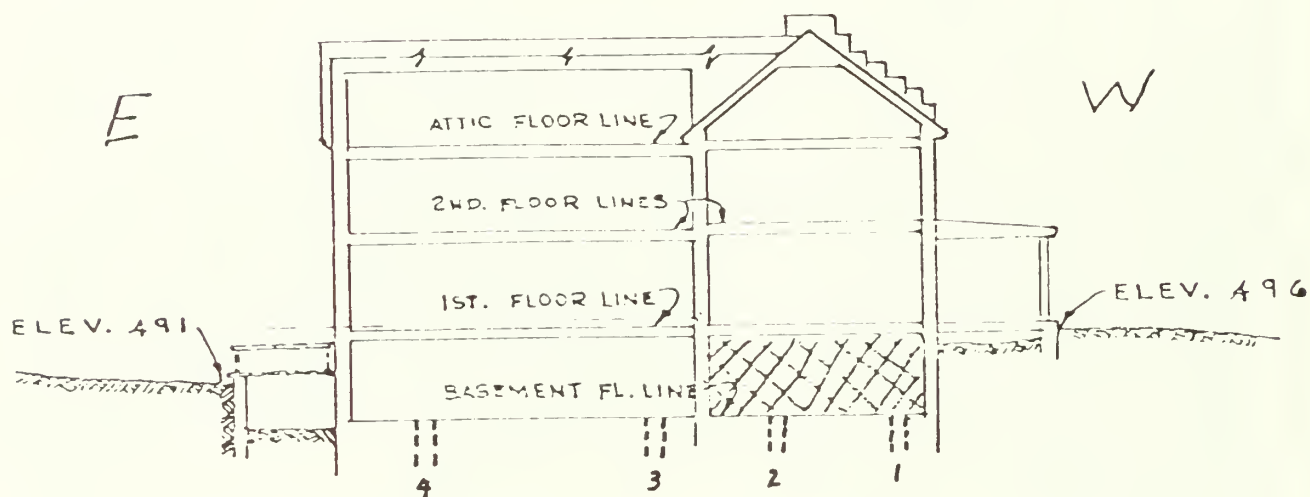 E
W
ATTIC FLOOR LINE
2ND. FLOOR LINES
1ST. FLOOR LINE
ELEV. 491
ELEV. 496
BASEMENT FL. LINE
4
3
2
1